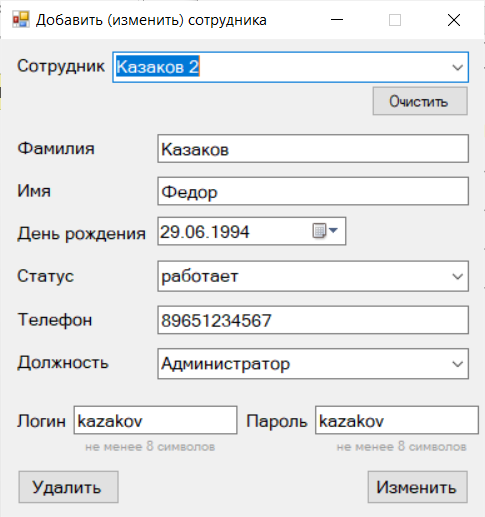 Добавить (изменить) сотрудника
Сотрудник Казаков 2
Очистить
Фамилия Казаков
Имя Федор
День рождения 29.06.1994
Статус работает
Телефон 89651234567
Должность Администратор
Логин kazakov Пароль kazakov
не менее 8 символов не менее 8 символов
Удалить Изменить